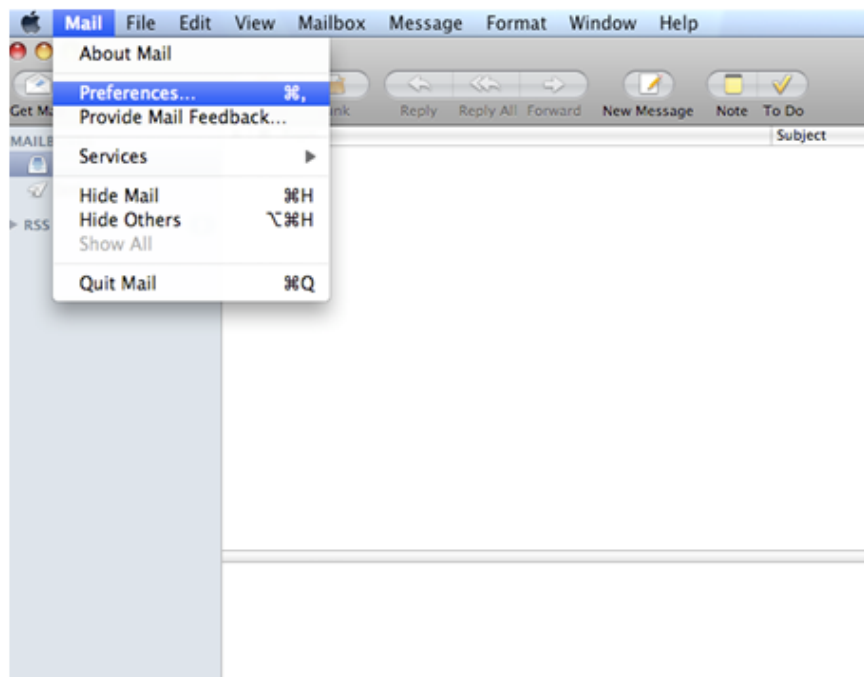 Mail File Edit View Mailbox Message Format Window Help
About Mail
Preferences... ⌘,
Provide Mail Feedback...
Services
Hide Mail ⌘H
Hide Others ⌥⌘H
Show All
Quit Mail ⌘Q
Get
Reply Reply All Forward New Message Note To Do
Subject
RSS